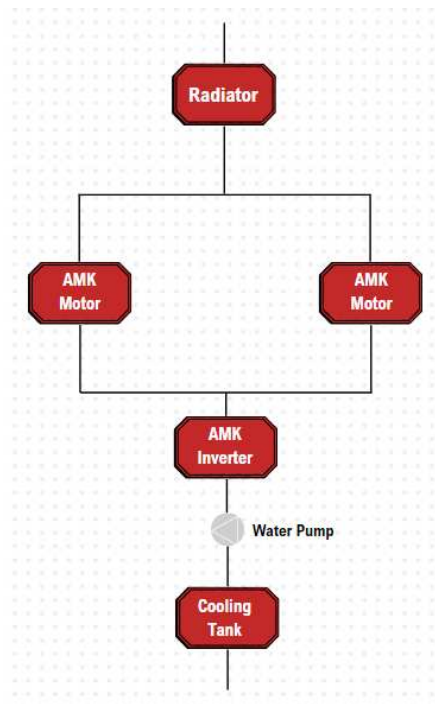 Radiator
AMK
Motor
AMK
Motor
AMK
Inverter
Water Pump
Cooling
Tank